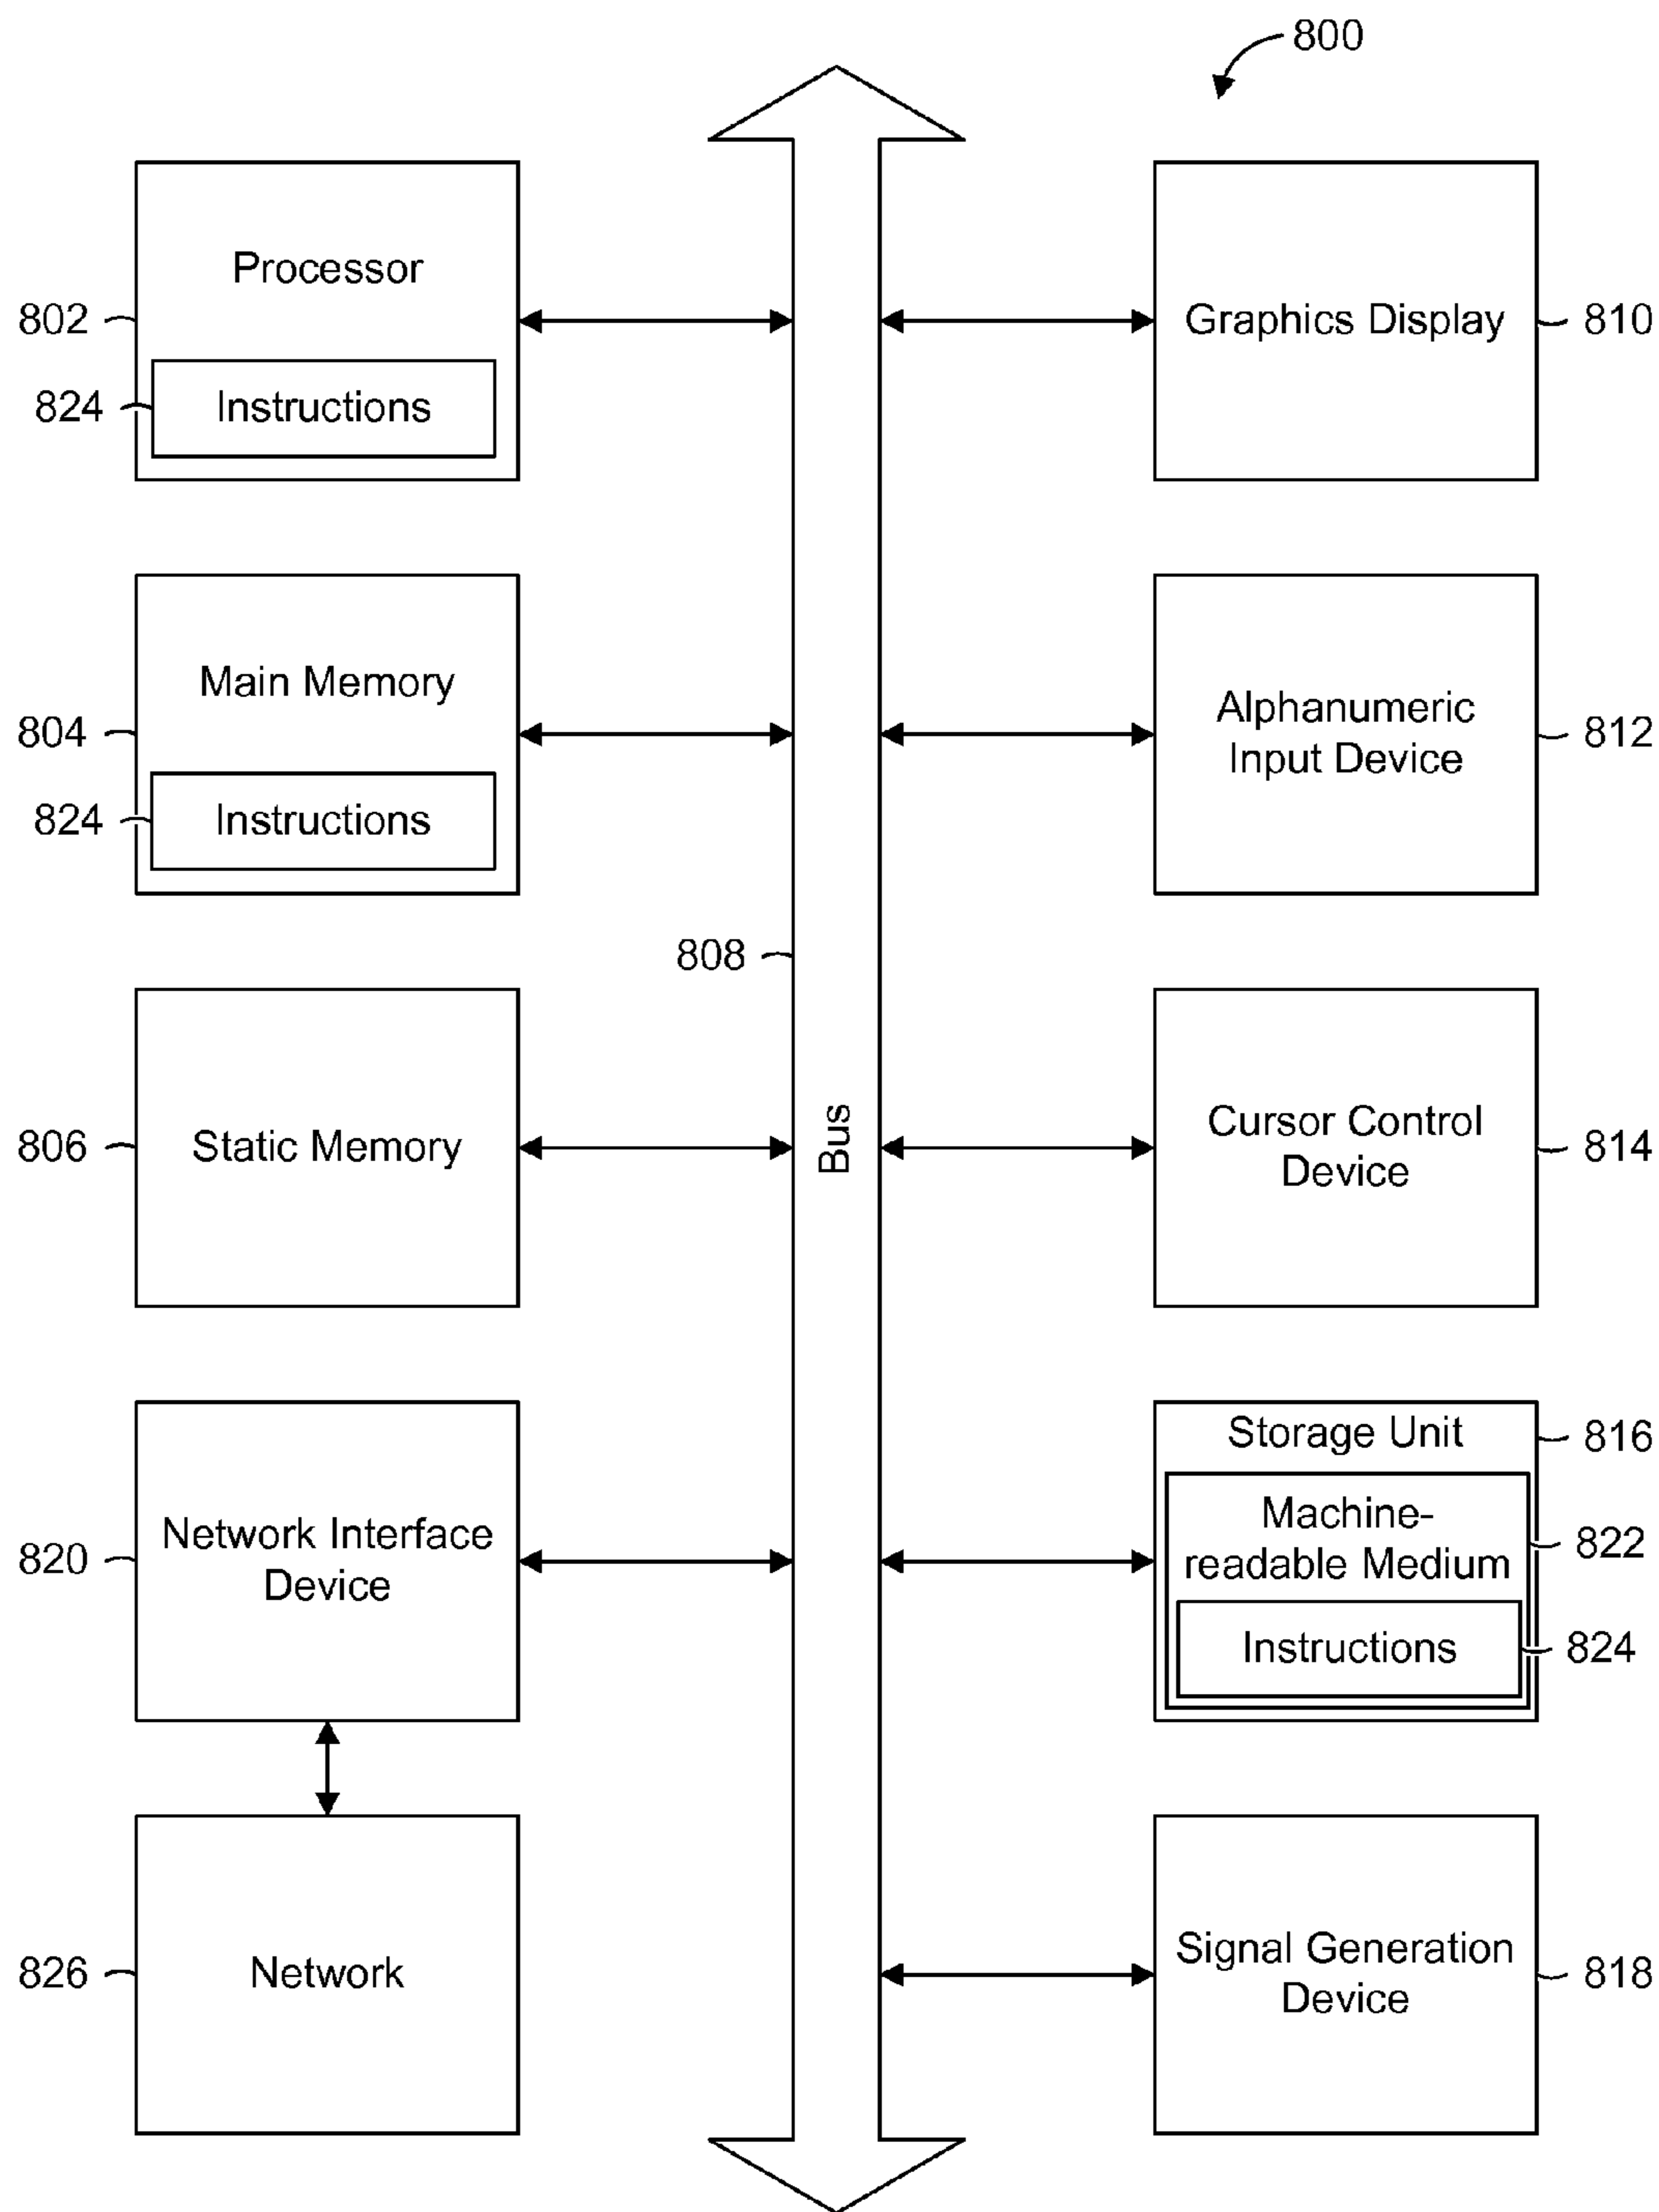 800
Processor
802
824
Instructions
Graphics Display
810
Main Memory
804
824
Instructions
Alphanumeric
Input Device
812
808
Bus
Static Memory
806
Cursor Control
Device
814
Network Interface
Device
820
Storage Unit
816
Machine-
readable Medium
822
Instructions
824
Network
826
Signal Generation
Device
818